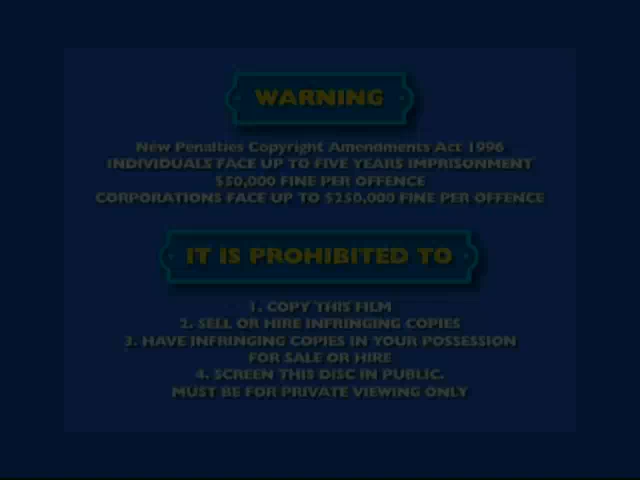 WARNING
New Penalties Copyright Amendments Act 1996
INDIVIDUALS FACE UP TO FIVE YEARS IMPRISONMENT
$50,000 FINE PER OFFENCE
CORPORATIONS FACE UP TO $250,000 FINE PER OFFENCE
IT IS PROHIBITED TO
1. COPY THIS FILM
2. SELL OR HIRE INFRINGING COPIES
3. HAVE INFRINGING COPIES IN YOUR POSSESSION
FOR SALE OR HIRE
4. SCREEN THIS DISC IN PUBLIC.
MUST BE FOR PRIVATE VIEWING ONLY